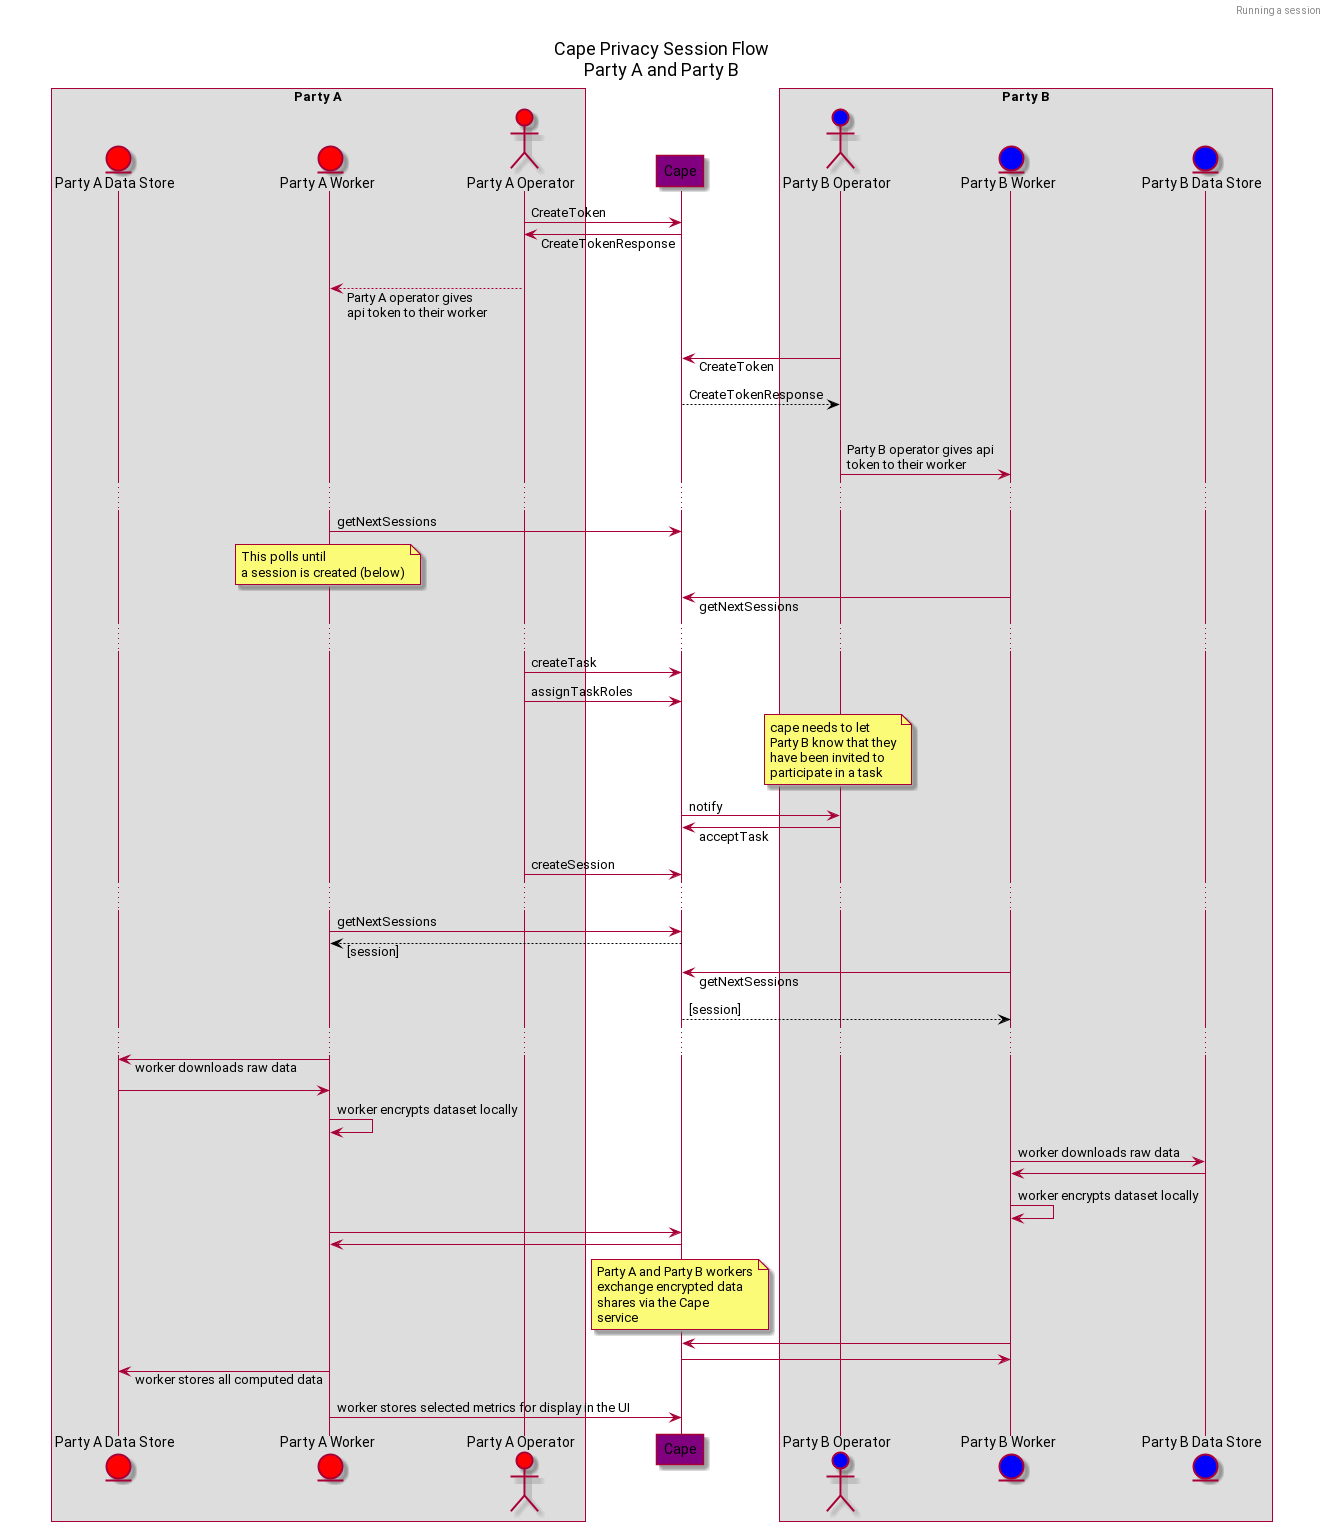 Running a session
Cape Privacy Session Flow
Party A and Party B
Party A
Party B
Party A Data Store
Party A Worker
Party A Operator
Cape
Party B Operator
Party B Worker
Party B Data Store
CreateToken
CreateTokenResponse
Party A operator gives
api token to their worker
CreateToken
CreateTokenResponse
Party B operator gives api
token to their worker
getNextSessions
This polls until
a session is created (below)
getNextSessions
createTask
assignTaskRoles
cape needs to let
Party B know that they
have been invited to
participate in a task
notify
acceptTask
createSession
getNextSessions
[session]
getNextSessions
[session]
worker downloads raw data
worker encrypts dataset locally
worker downloads raw data
worker encrypts dataset locally
Party A and Party B workers
exchange encrypted data
shares via the Cape
service
worker stores all computed data
worker stores selected metrics for display in the UI
Party A Data Store
Party A Worker
Party A Operator
Cape
Party B Operator
Party B Worker
Party B Data Store